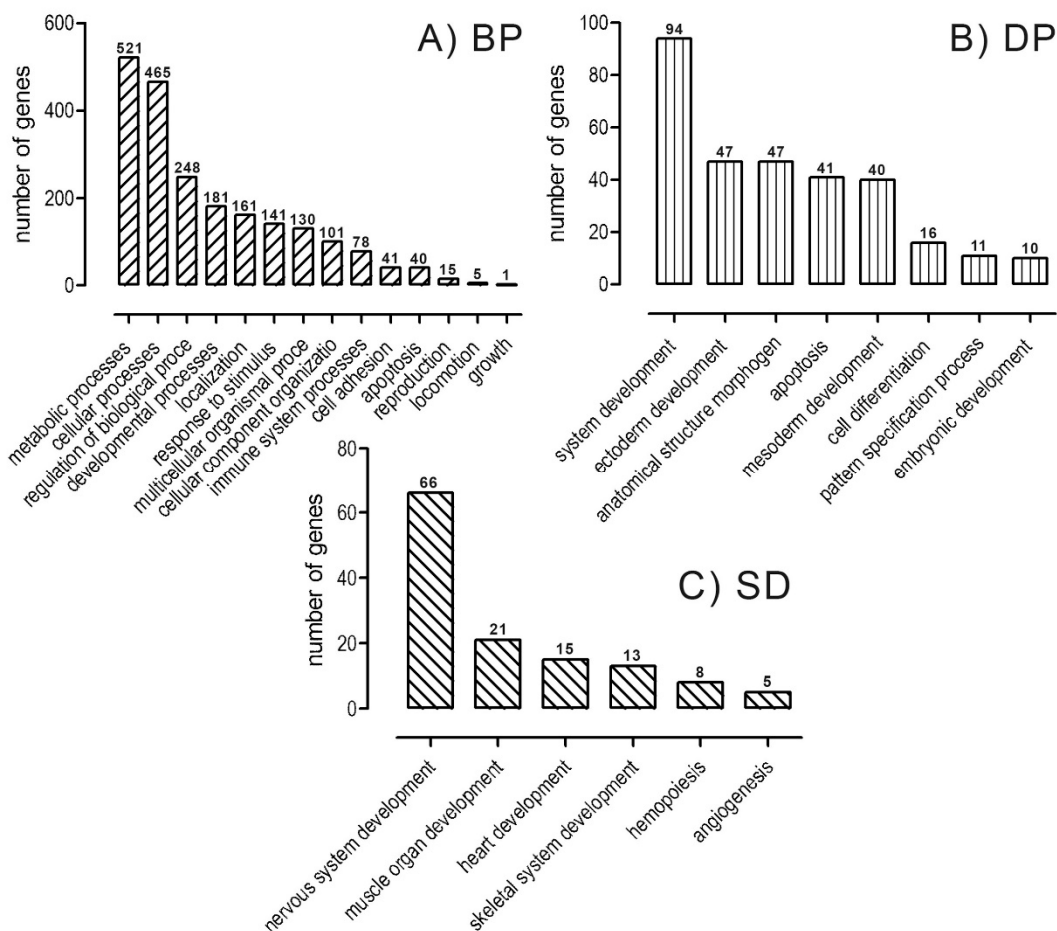 A) BP
number of genes
600
400
200
0
521
465
248
181
161
141
130
101
78
41
40
15
5
1
metabolic processes
cellular processes
regulation of biological proce
developmental processes
localization
response to stimulus
multicellular organismal proce
cellular component organizatio
immune system processes
cell adhesion
apoptosis
reproduction
locomotion
growth
B) DP
number of genes
100
80
60
40
20
0
94
47
47
41
40
16
11
10
system development
ectoderm development
anatomical structure morphogen
apoptosis
mesoderm development
cell differentiation
pattern specification process
embryonic development
C) SD
number of genes
80
60
40
20
0
66
21
15
13
8
5
nervous system development
muscle organ development
heart development
skeletal system development
hemopoiesis
angiogenesis